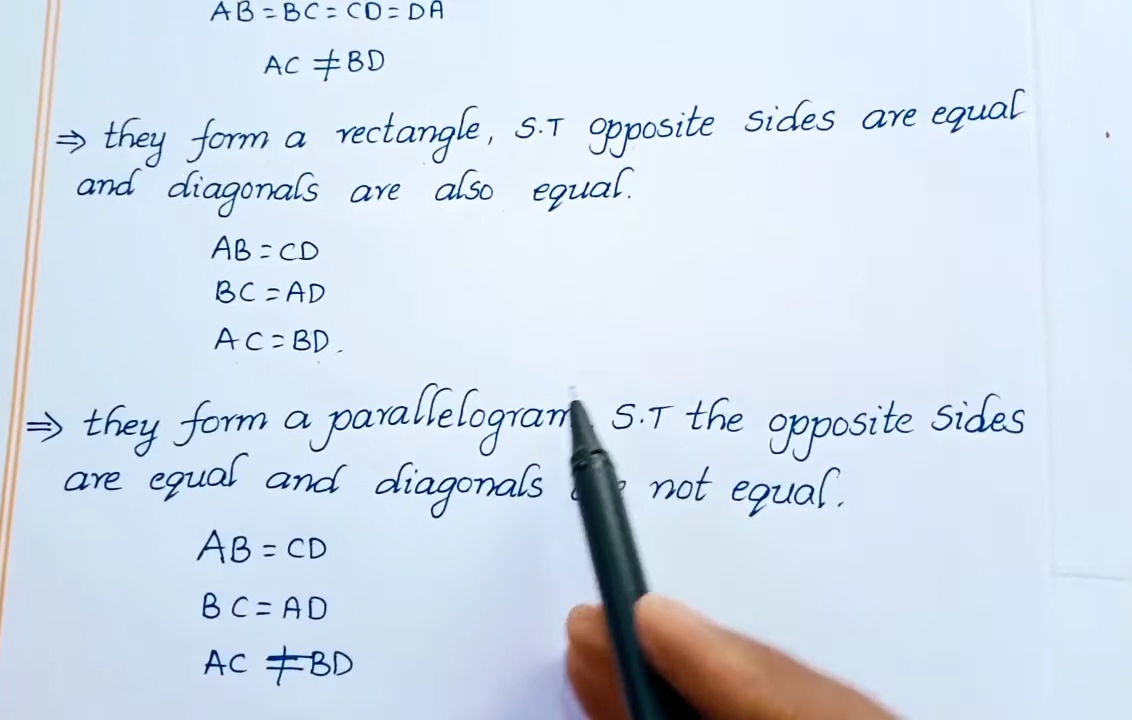 AB = BC = CD = DA
AC ≠ BD
⇒ they form a rectangle, S.T opposite sides are equal
and diagonals are also equal.
AB = CD
BC = AD
AC = BD.
⇒ they form a parallelogram, S.T the opposite sides
are equal and diagonals not equal.
AB = CD
BC = AD
AC ≠ BD